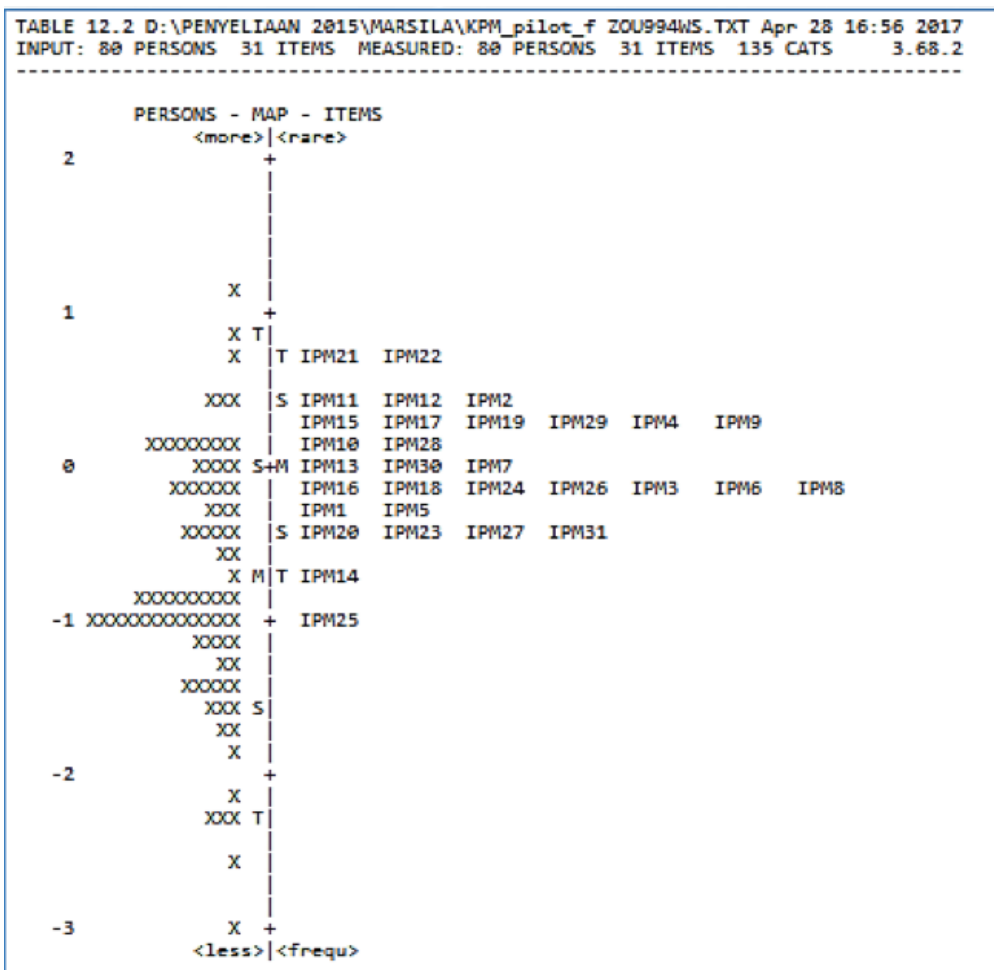 TABLE 12.2 D:\PENYELIAAN 2015\MARSILA\KPM_pilot_f ZOU994WS.TXT Apr 28 16:56 2017
INPUT: 80 PERSONS 31 ITEMS MEASURED: 80 PERSONS 31 ITEMS 135 CATS 3.68.2
--------------------------------------------------------------------------------
PERSONS - MAP - ITEMS
<more>|<rare>
2 +
|
|
|
|
|
X |
1 +
X T|
X |T IPM21 IPM22
|
XXX |S IPM11 IPM12 IPM2
| IPM15 IPM17 IPM19 IPM29 IPM4 IPM9
XXXXXXXX | IPM10 IPM28
0 XXXX S+M IPM13 IPM30 IPM7
XXXXXX | IPM16 IPM18 IPM24 IPM26 IPM3 IPM6 IPM8
XXX | IPM1 IPM5
XXXXX |S IPM20 IPM23 IPM27 IPM31
XX |
X M|T IPM14
XXXXXXXXX |
-1 XXXXXXXXXXXXX + IPM25
XXXX |
XX |
XXXXX |
XXX S|
XX |
X |
-2 +
X |
XXX T|
|
X |
|
|
-3 X +
<less>|<frequ>